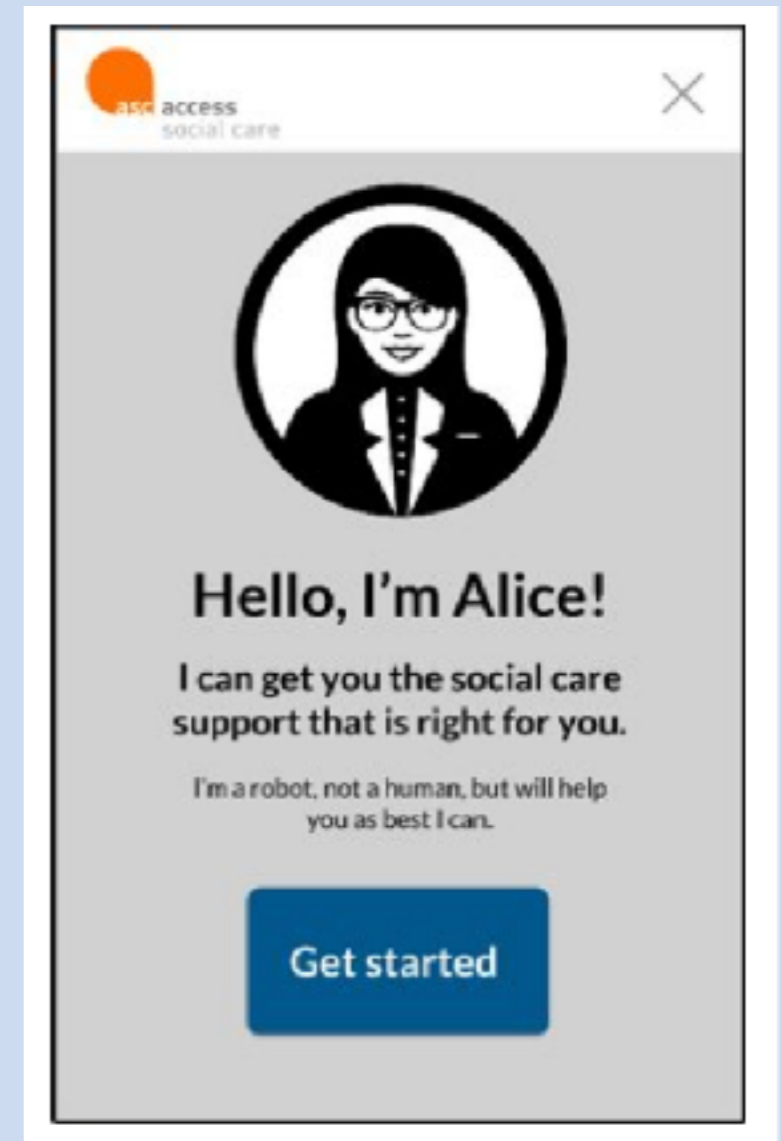 asc access
social care
Hello, I'm Alice!
I can get you the social care
support that is right for you.
I'm a robot, not a human, but will help
you as best I can.
Get started